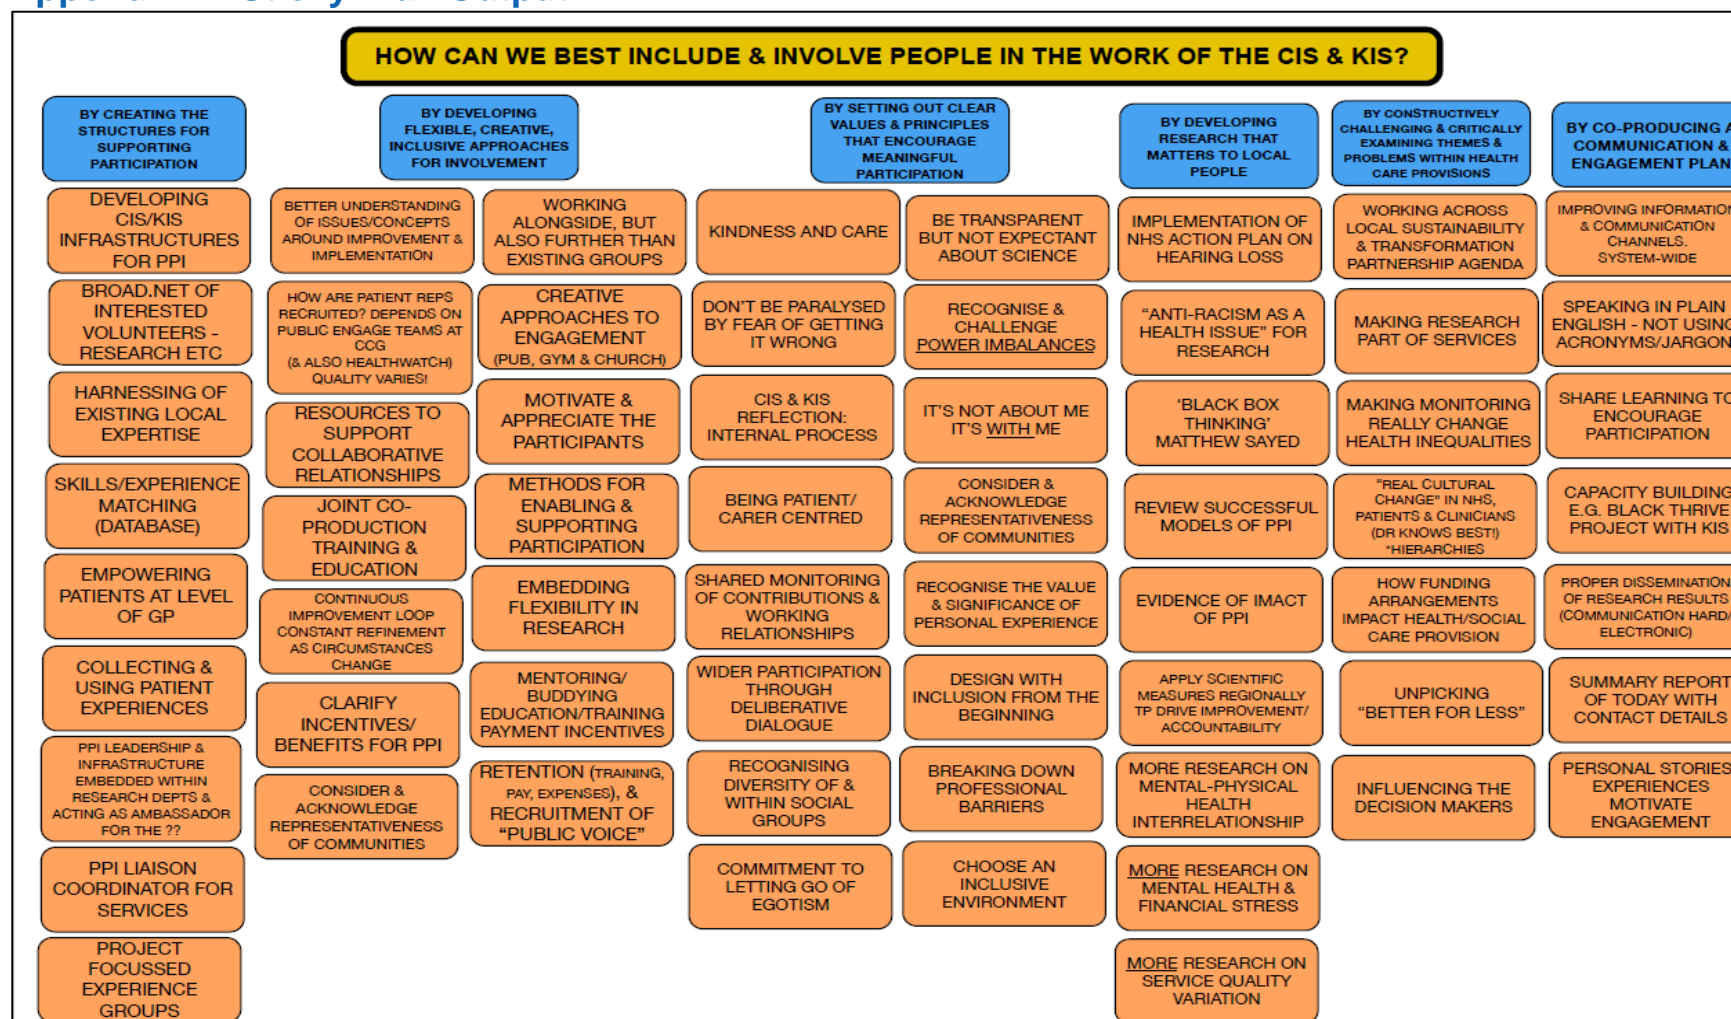 HOW CAN WE BEST INCLUDE & INVOLVE PEOPLE IN THE WORK OF THE CIS & KIS?
BY CREATING THE
STRUCTURES FOR
SUPPORTING
PARTICIPATION
DEVELOPING
CIS/KIS
INFRASTRUCTURES
FOR PPI
BROAD.NET OF
INTERESTED
VOLUNTEERS -
RESEARCH ETC
HARNESSING OF
EXISTING LOCAL
EXPERTISE
SKILLS/EXPERIENCE
MATCHING
(DATABASE)
EMPOWERING
PATIENTS AT LEVEL
OF GP
COLLECTING &
USING PATIENT
EXPERIENCES
PPI LEADERSHIP &
INFRASTRUCTURE
EMBEDDED WITHIN
RESEARCH DEPTS &
ACTING AS AMBASSADOR
FOR THE ??
PPI LIAISON
COORDINATOR FOR
SERVICES
PROJECT
FOCUSSED
EXPERIENCE
GROUPS
BY DEVELOPING
FLEXIBLE, CREATIVE,
INCLUSIVE APPROACHES
FOR INVOLVEMENT
BETTER UNDERSTANDING
OF ISSUES/CONCEPTS
AROUND IMPROVEMENT &
IMPLEMENTATION
HOW ARE PATIENT REPS
RECRUITED? DEPENDS ON
PUBLIC ENGAGE TEAMS AT
CCG
(& ALSO HEALTHWATCH)
QUALITY VARIES!
RESOURCES TO
SUPPORT
COLLABORATIVE
RELATIONSHIPS
JOINT CO-
PRODUCTION
TRAINING &
EDUCATION
CONTINUOUS
IMPROVEMENT LOOP
CONSTANT REFINEMENT
AS CIRCUMSTANCES
CHANGE
CLARIFY
INCENTIVES/
BENEFITS FOR PPI
CONSIDER &
ACKNOWLEDGE
REPRESENTATIVENESS
OF COMMUNITIES
WORKING
ALONGSIDE, BUT
ALSO FURTHER THAN
EXISTING GROUPS
CREATIVE
APPROACHES TO
ENGAGEMENT
(PUB, GYM & CHURCH)
MOTIVATE &
APPRECIATE THE
PARTICIPANTS
METHODS FOR
ENABLING &
SUPPORTING
PARTICIPATION
EMBEDDING
FLEXIBILITY IN
RESEARCH
MENTORING/
BUDDYING
EDUCATION/TRAINING
PAYMENT INCENTIVES
RETENTION (TRAINING,
PAY, EXPENSES), &
RECRUITMENT OF
“PUBLIC VOICE”
BY SETTING OUT CLEAR
VALUES & PRINCIPLES
THAT ENCOURAGE
MEANINGFUL
PARTICIPATION
KINDNESS AND CARE
DON’T BE PARALYSED
BY FEAR OF GETTING
IT WRONG
CIS & KIS
REFLECTION:
INTERNAL PROCESS
BEING PATIENT/
CARER CENTRED
SHARED MONITORING
OF CONTRIBUTIONS &
WORKING
RELATIONSHIPS
WIDER PARTICIPATION
THROUGH
DELIBERATIVE
DIALOGUE
RECOGNISING
DIVERSITY OF &
WITHIN SOCIAL
GROUPS
COMMITMENT TO
LETTING GO OF
EGOTISM
BE TRANSPARENT
BUT NOT EXPECTANT
ABOUT SCIENCE
RECOGNISE &
CHALLENGE
POWER IMBALANCES
IT’S NOT ABOUT ME
IT’S WITH ME
CONSIDER &
ACKNOWLEDGE
REPRESENTATIVENESS
OF COMMUNITIES
RECOGNISE THE VALUE
& SIGNIFICANCE OF
PERSONAL EXPERIENCE
DESIGN WITH
INCLUSION FROM THE
BEGINNING
BREAKING DOWN
PROFESSIONAL
BARRIERS
CHOOSE AN
INCLUSIVE
ENVIRONMENT
BY DEVELOPING
RESEARCH THAT
MATTERS TO LOCAL
PEOPLE
IMPLEMENTATION OF
NHS ACTION PLAN ON
HEARING LOSS
“ANTI-RACISM AS A
HEALTH ISSUE” FOR
RESEARCH
‘BLACK BOX
THINKING’
MATTHEW SAYED
REVIEW SUCCESSFUL
MODELS OF PPI
EVIDENCE OF IMACT
OF PPI
APPLY SCIENTIFIC
MEASURES REGIONALLY
TP DRIVE IMPROVEMENT/
ACCOUNTABILITY
MORE RESEARCH ON
MENTAL-PHYSICAL
HEALTH
INTERRELATIONSHIP
MORE RESEARCH ON
MENTAL HEALTH &
FINANCIAL STRESS
MORE RESEARCH ON
SERVICE QUALITY
VARIATION
BY CONSTRUCTIVELY
CHALLENGING & CRITICALLY
EXAMINING THEMES &
PROBLEMS WITHIN HEALTH
CARE PROVISIONS
WORKING ACROSS
LOCAL SUSTAINABILITY
& TRANSFORMATION
PARTNERSHIP AGENDA
MAKING RESEARCH
PART OF SERVICES
MAKING MONITORING
REALLY CHANGE
HEALTH INEQUALITIES
“REAL CULTURAL
CHANGE” IN NHS,
PATIENTS & CLINICIANS
(DR KNOWS BEST!)
*HIERARCHIES
HOW FUNDING
ARRANGEMENTS
IMPACT HEALTH/SOCIAL
CARE PROVISION
UNPICKING
“BETTER FOR LESS”
INFLUENCING THE
DECISION MAKERS
BY CO-PRODUCING A
COMMUNICATION &
ENGAGEMENT PLAN
IMPROVING INFORMATION
& COMMUNICATION
CHANNELS.
SYSTEM-WIDE
SPEAKING IN PLAIN
ENGLISH - NOT USING
ACRONYMS/JARGON
SHARE LEARNING TO
ENCOURAGE
PARTICIPATION
CAPACITY BUILDING
E.G. BLACK THRIVE
PROJECT WITH KIS
PROPER DISSEMINATION
OF RESEARCH RESULTS
(COMMUNICATION HARD/
ELECTRONIC)
SUMMARY REPORT
OF TODAY WITH
CONTACT DETAILS
PERSONAL STORIES
EXPERIENCES
MOTIVATE
ENGAGEMENT